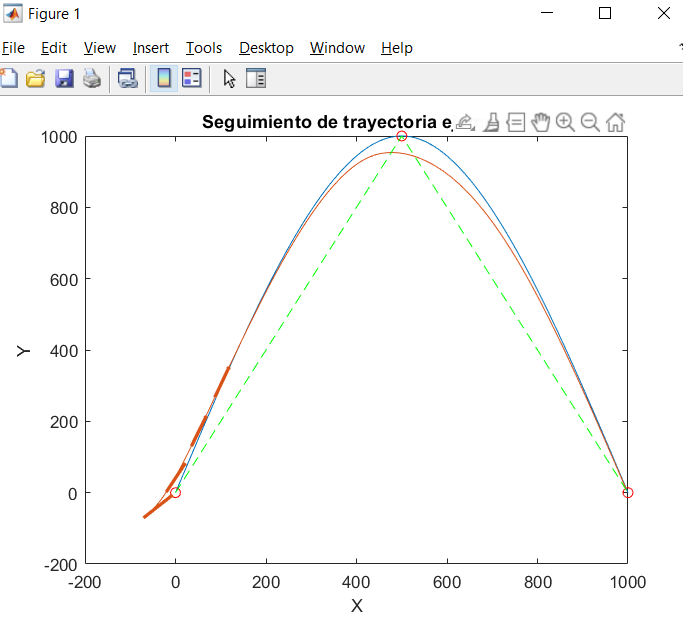 Figure 1
File Edit View Insert Tools Desktop Window Help
Seguimiento de trayectoria
1000
800
600
400
200
0
-200
Y
-200 0 200 400 600 800 1000
X